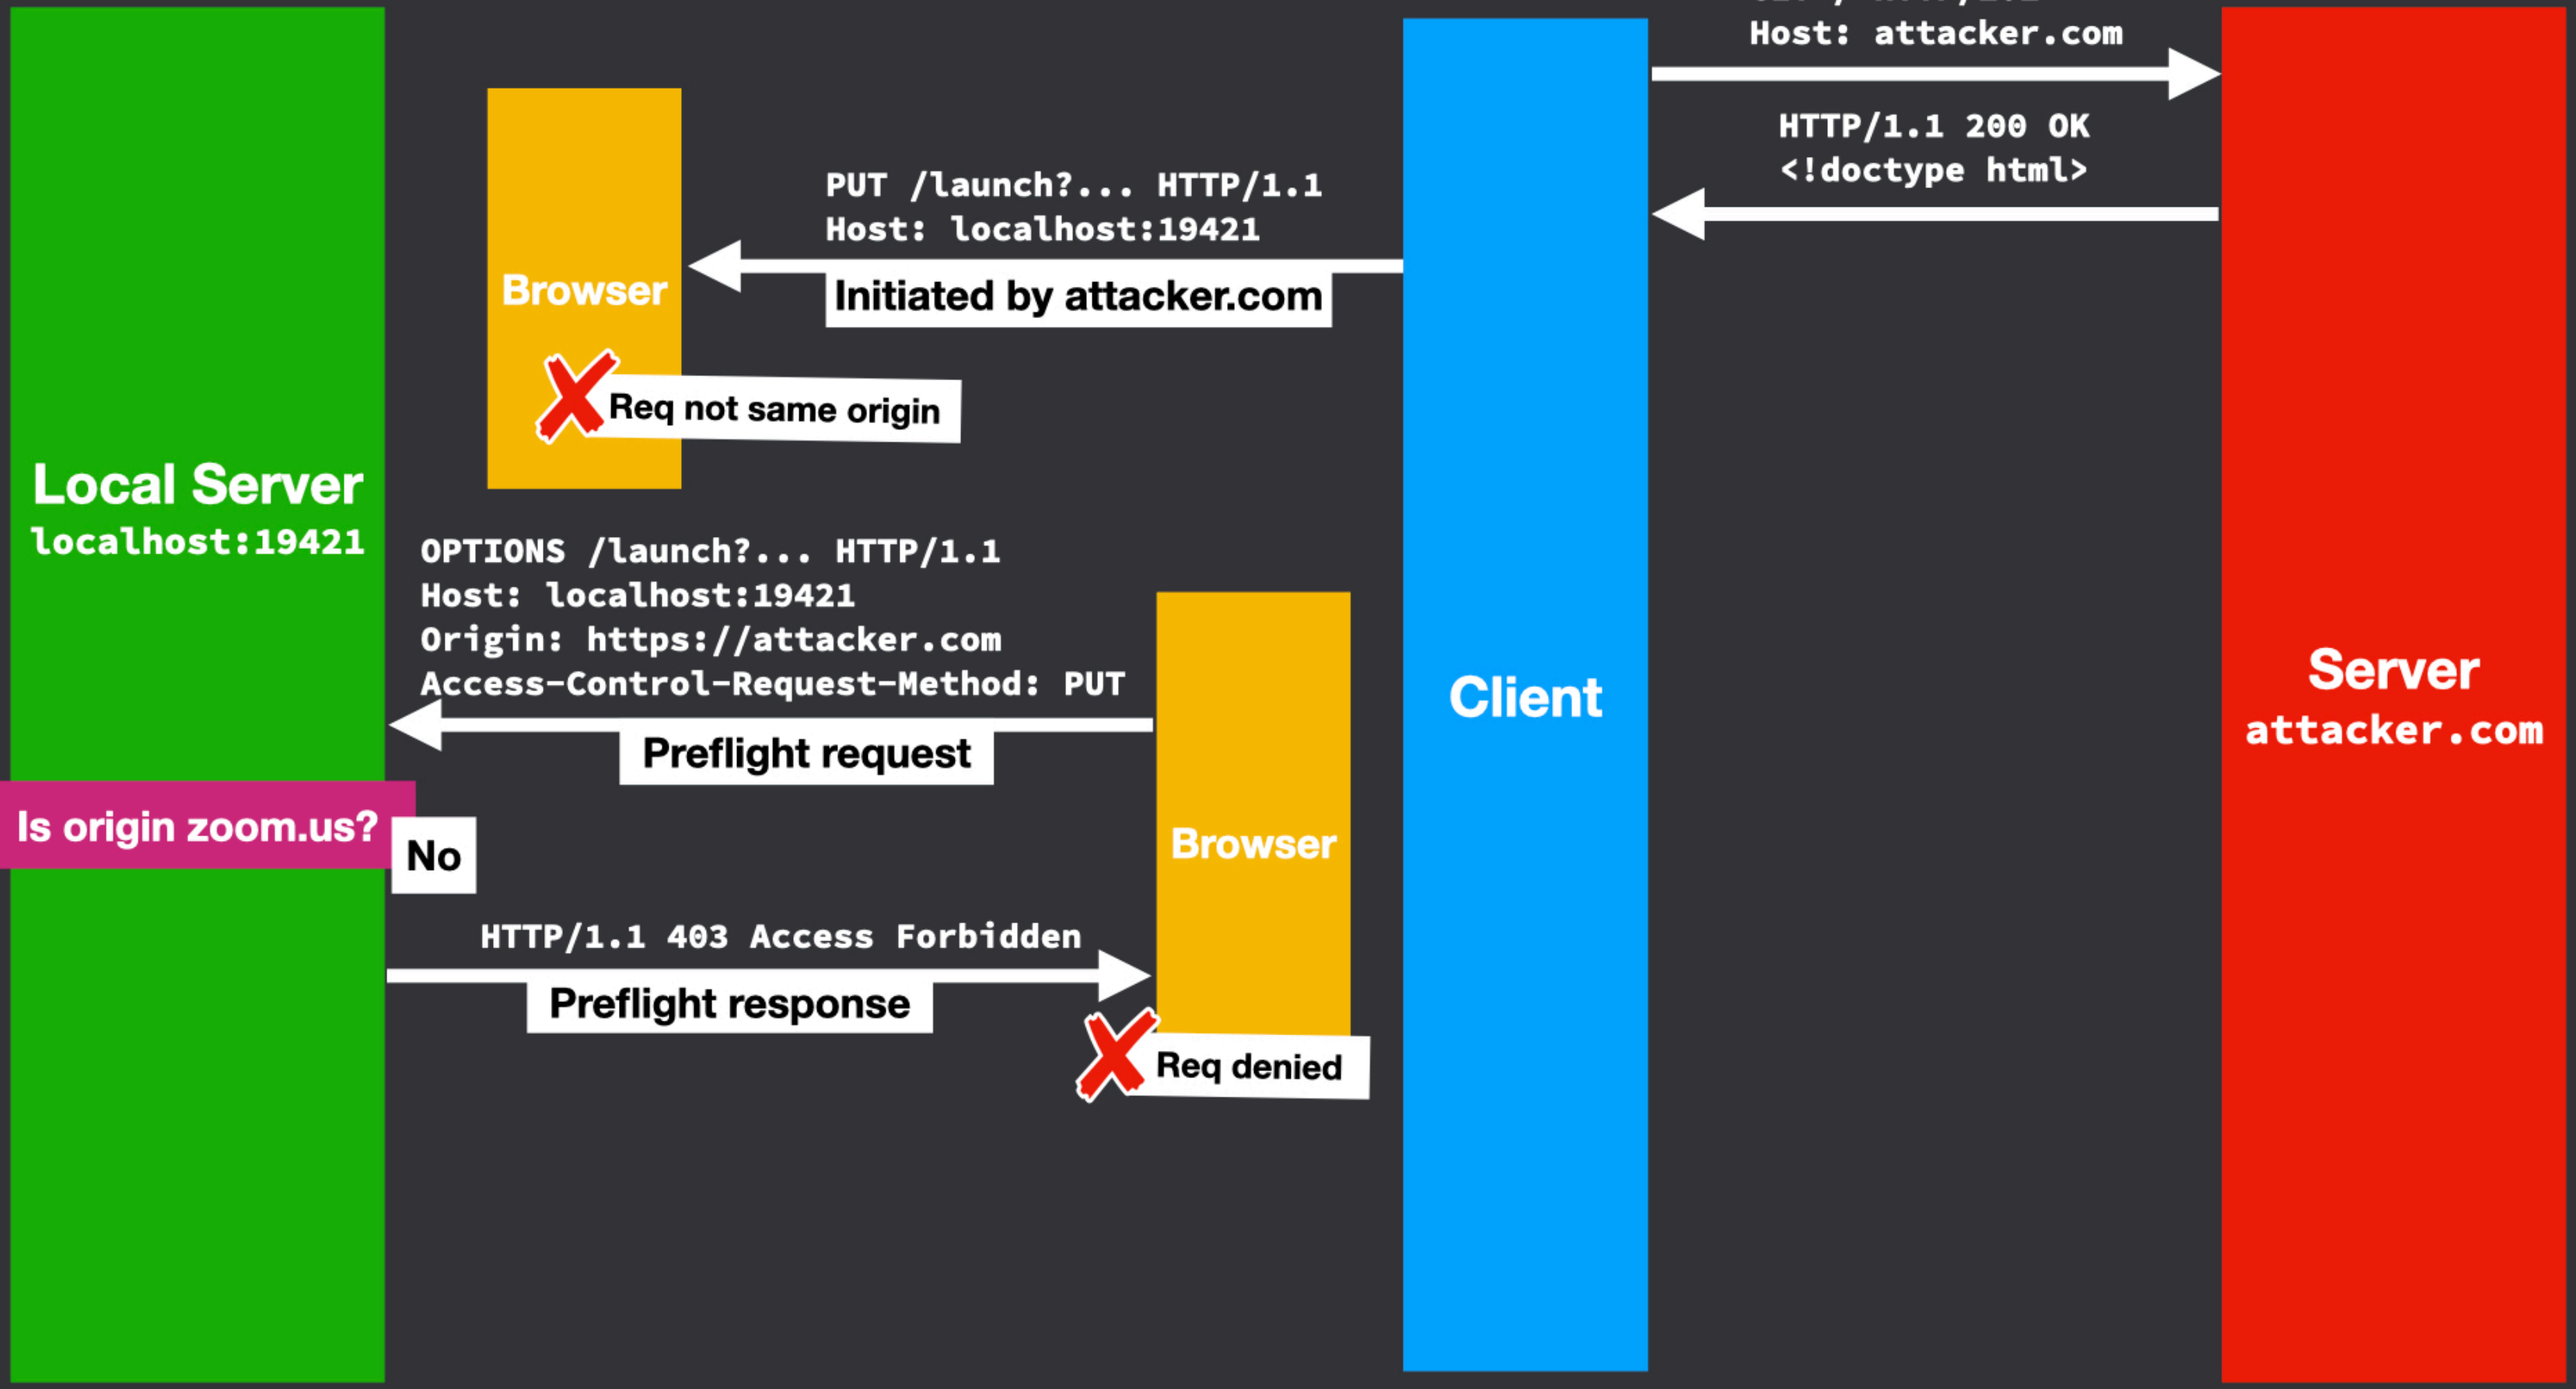 Host: attacker.com
HTTP/1.1 200 OK
<!doctype html>
PUT /launch?... HTTP/1.1
Host: localhost:19421
Initiated by attacker.com
Browser
Req not same origin
Local Server
localhost:19421
OPTIONS /launch?... HTTP/1.1
Host: localhost:19421
Origin: https://attacker.com
Access-Control-Request-Method: PUT
Preflight request
Is origin zoom.us?
No
Browser
HTTP/1.1 403 Access Forbidden
Preflight response
Req denied
Client
Server
attacker.com